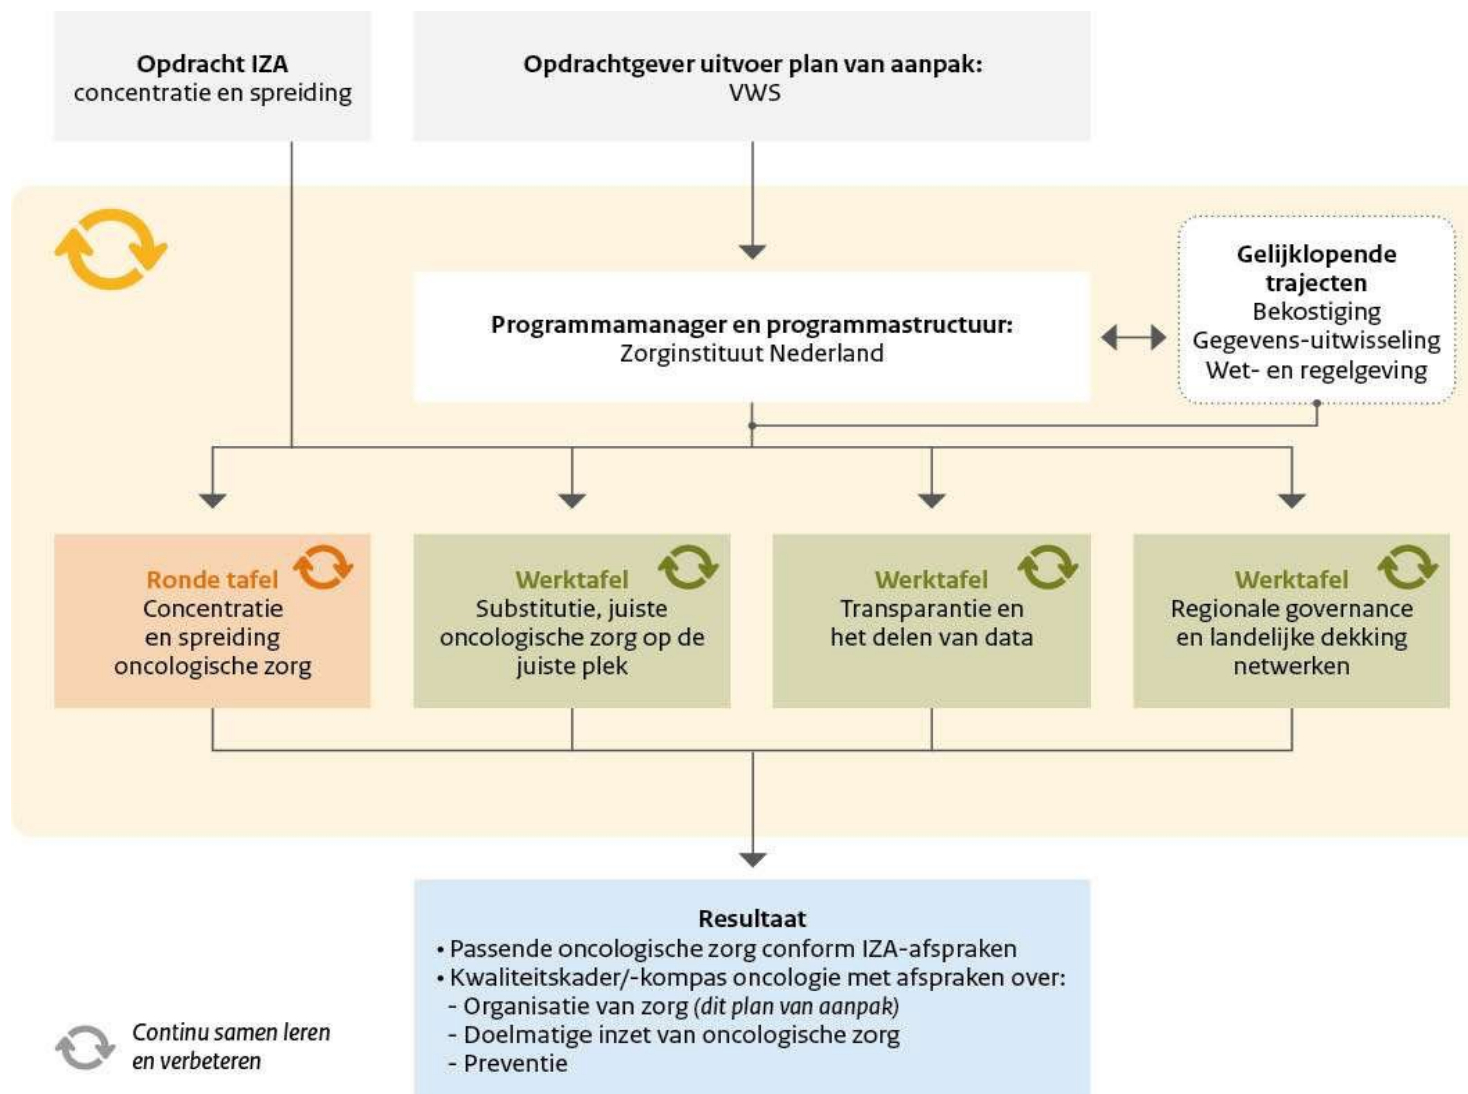 Opdracht IZA
concentratie en spreiding
Opdrachtgever uitvoer plan van aanpak:
VWS
Programmamanager en programmastructuur:
Zorginstituut Nederland
Gelijklopende
trajecten
Bekostiging
Gegevens-uitwisseling
Wet- en regelgeving
Ronde tafel
Concentratie
en spreiding
oncologische zorg
Werktafel
Substitutie, juiste
oncologische zorg op de
juiste plek
Werktafel
Transparantie en
het delen van data
Werktafel
Regionale governance
en landelijke dekking
netwerken
Resultaat
• Passende oncologische zorg conform IZA-afspraken
• Kwaliteitskader/-kompas oncologie met afspraken over:
- Organisatie van zorg (dit plan van aanpak)
- Doelmatige inzet van oncologische zorg
- Preventie
Continu samen leren
en verbeteren